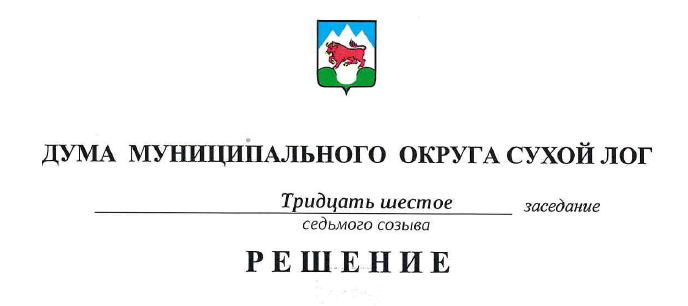 ДУМА МУНИЦИПАЛЬНОГО ОКРУГА СУХОЙ ЛОГ
Тридцать шестое заседание
седьмого созыва
РЕШЕНИЕ